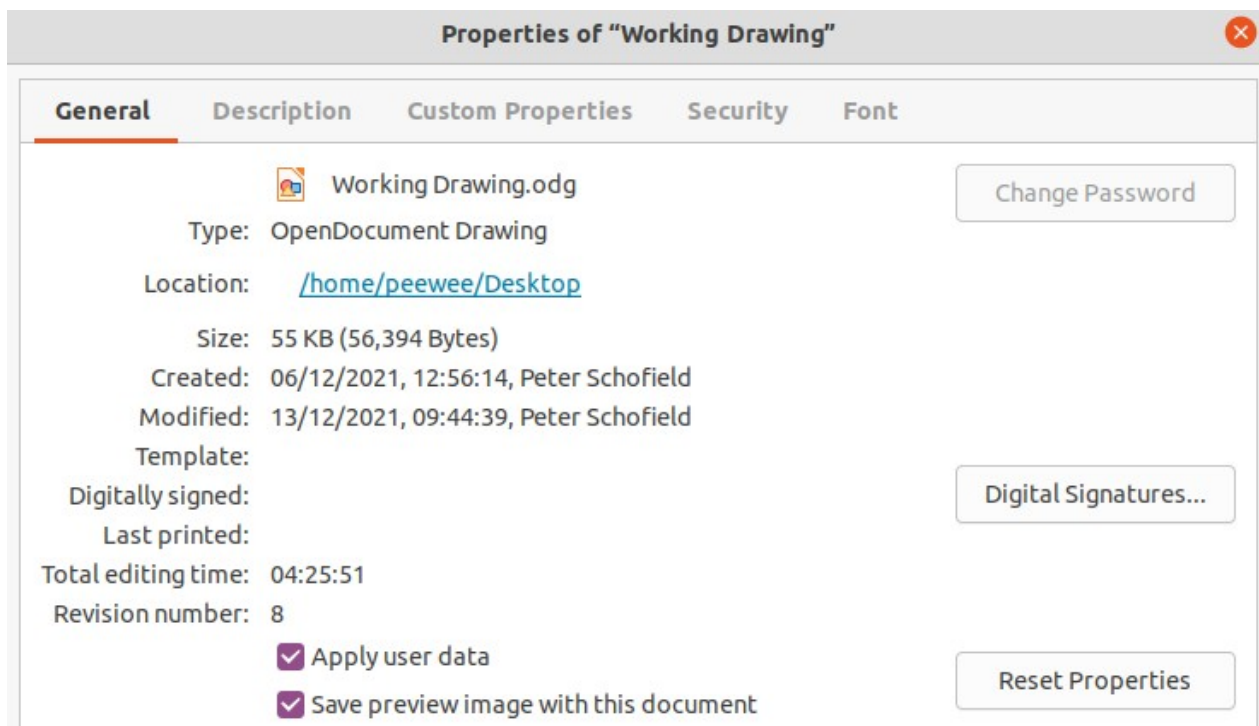 Properties of “Working Drawing”
General Description Custom Properties Security Font
Working Drawing.odg
Change Password
Type: OpenDocument Drawing
Location: /home/peewee/Desktop
Size: 55 KB (56,394 Bytes)
Created: 06/12/2021, 12:56:14, Peter Schofield
Modified: 13/12/2021, 09:44:39, Peter Schofield
Template:
Digitally signed:
Digital Signatures...
Last printed:
Total editing time: 04:25:51
Revision number: 8
Apply user data
Reset Properties
Save preview image with this document